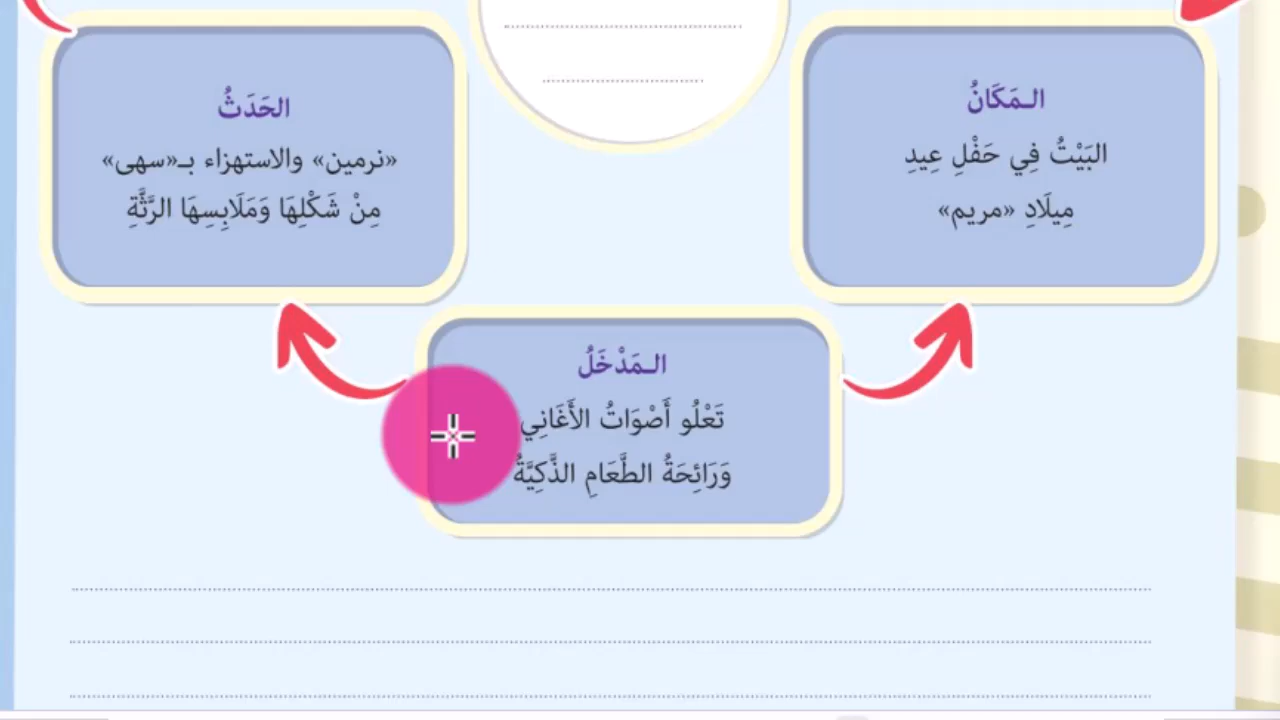 الـمَكَانُ
البَيْتُ فِي حَفْلِ عِيدِ
مِيلَادِ «مريم»
الحَدَثُ
«نرمين» والاستهزاء بـ«سهى»
مِنْ شَكْلِهَا وَمَلَابِسِهَا الرَّثَّةِ
الـمَدْخَلُ
تَعْلُو أَصْوَاتُ الأَغَانِي
وَرَائِحَةُ الطَّعَامِ الذَّكِيَّةُ